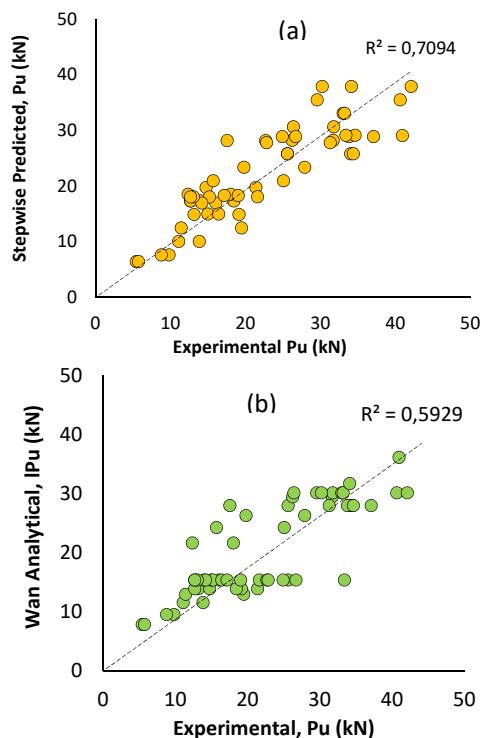 (a)
R² = 0,7094
Stepwise Predicted, Pu (kN)
50
40
30
20
10
0
0 10 20 30 40 50
Experimental Pu (kN)
(b)
R² = 0,5929
Wan Analytical, lPu (kN)
50
40
30
20
10
0
0 10 20 30 40 50
Experimental, Pu (kN)